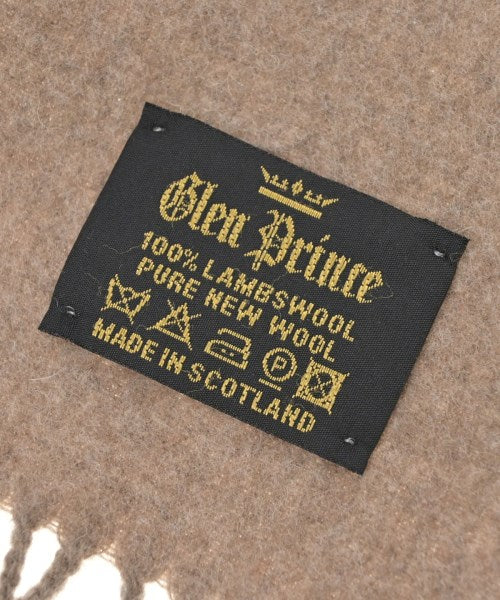 Glen Prince
100% LAMBSWOOL
PURE NEW WOOL
P
MADE IN SCOTLAND